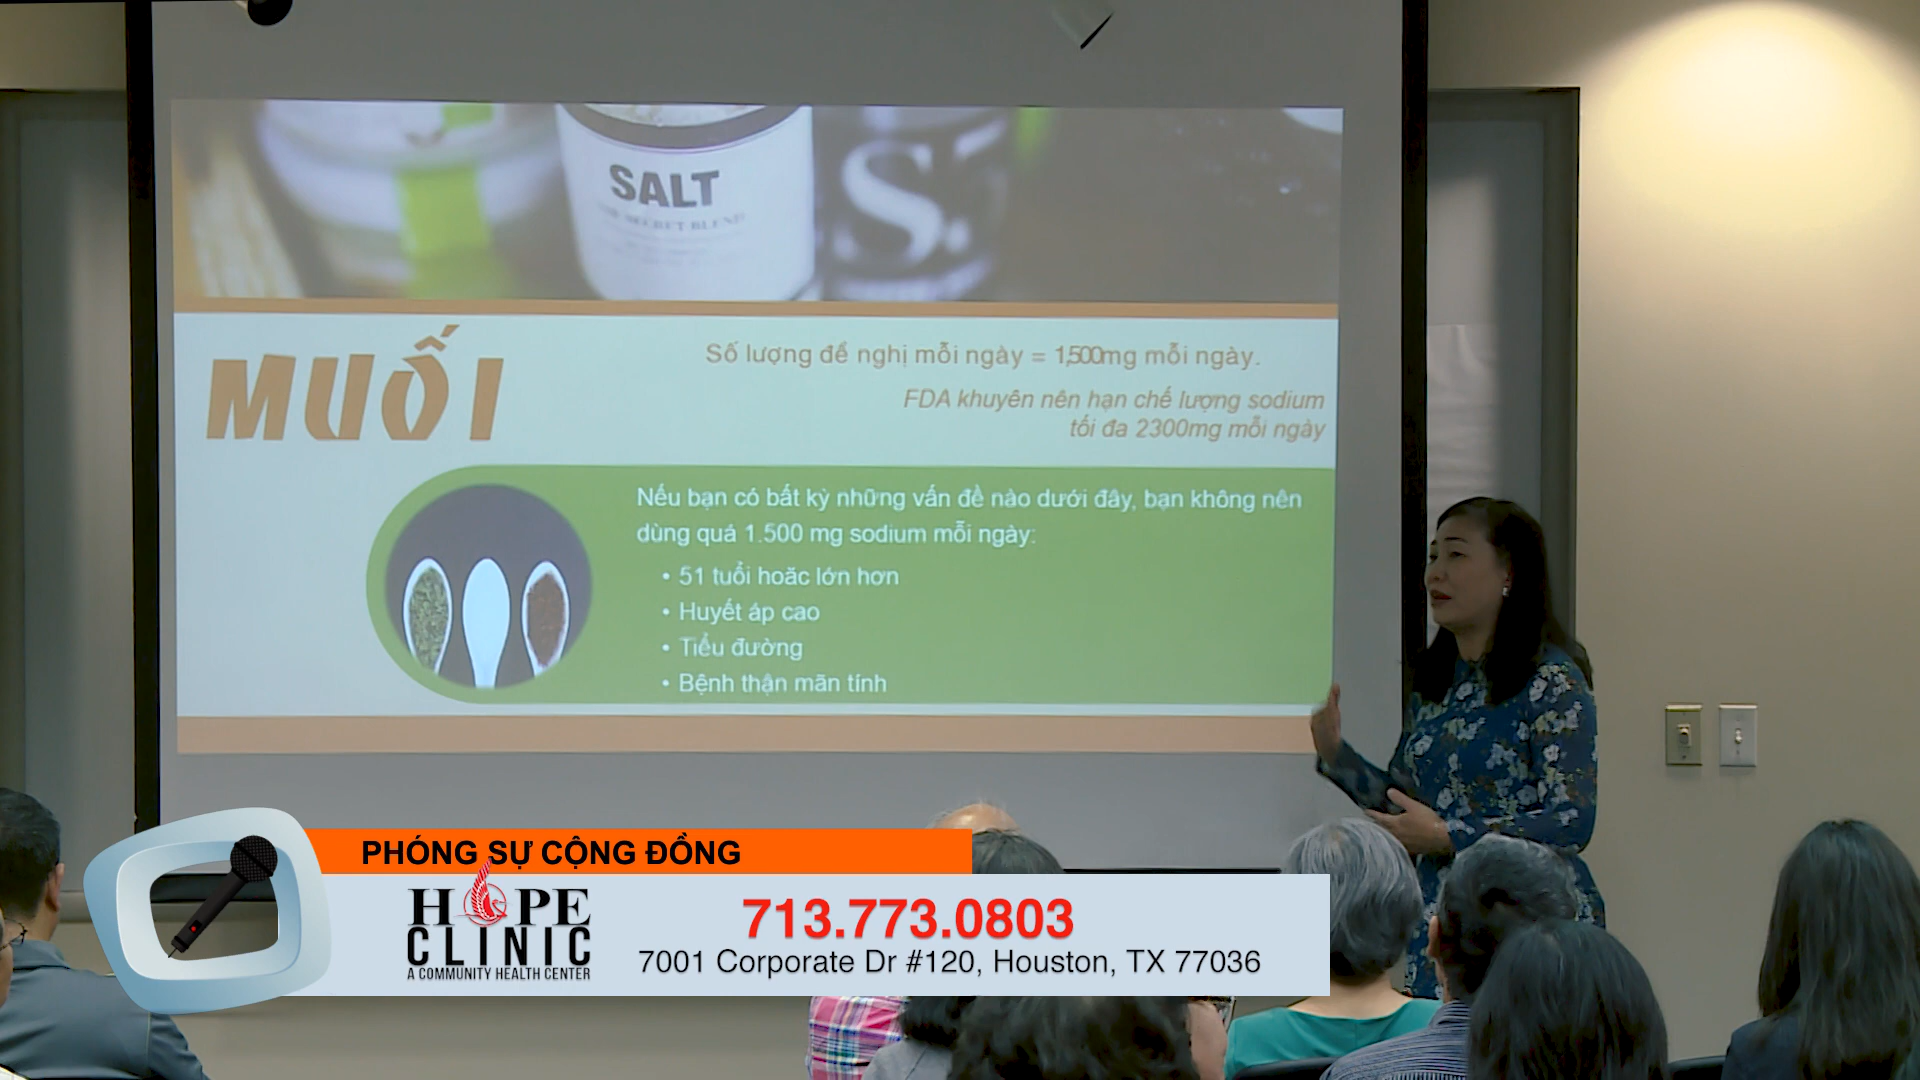 SALT
S.
MUỐI
Số lượng để nghị mỗi ngày = 1,500mg mỗi ngày.
FDA khuyên nên hạn chế lượng sodium
tối đa 2300mg mỗi ngày
Nếu bạn có bất kỳ những vấn đề nào dưới đây, bạn không nên
dùng quá 1.500 mg sodium mỗi ngày:
• 51 tuổi hoăc lớn hơn
• Huyết áp cao
• Tiểu đường
• Bệnh thận mãn tính
PHÓNG SỰ CỘNG ĐỒNG
HOPE
CLINIC
A COMMUNITY HEALTH CENTER
713.773.0803
7001 Corporate Dr #120, Houston, TX 77036